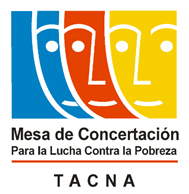 Mesa de Concertación
Para la Lucha Contra la Pobreza
TACNA